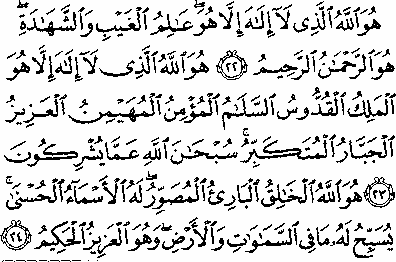 هُوَ ٱللَّهُ ٱلَّذِى لَآ إِلَٰهَ إِلَّا هُوَ ۖ عَٰلِمُ ٱلْغَيْبِ وَٱلشَّهَٰدَةِ ۖ
هُوَ ٱلرَّحْمَٰنُ ٱلرَّحِيمُ ﴿٢٢﴾ هُوَ ٱللَّهُ ٱلَّذِى لَآ إِلَٰهَ إِلَّا هُوَ
ٱلْمَلِكُ ٱلْقُدُّوسُ ٱلسَّلَٰمُ ٱلْمُؤْمِنُ ٱلْمُهَيْمِنُ ٱلْعَزِيزُ
ٱلْجَبَّارُ ٱلْمُتَكَبِّرُ ۚ سُبْحَٰنَ ٱللَّهِ عَمَّا يُشْرِكُونَ
﴿٢٣﴾ هُوَ ٱللَّهُ ٱلْخَٰلِقُ ٱلْبَارِئُ ٱلْمُصَوِّرُ ۖ لَهُ ٱلْأَسْمَآءُ ٱلْحُسْنَىٰ ۚ
يُسَبِّحُ لَهُۥ مَا فِى ٱلسَّمَٰوَٰتِ وَٱلْأَرْضِ ۖ وَهُوَ ٱلْعَزِيزُ ٱلْحَكِيمُ ﴿٢٤﴾